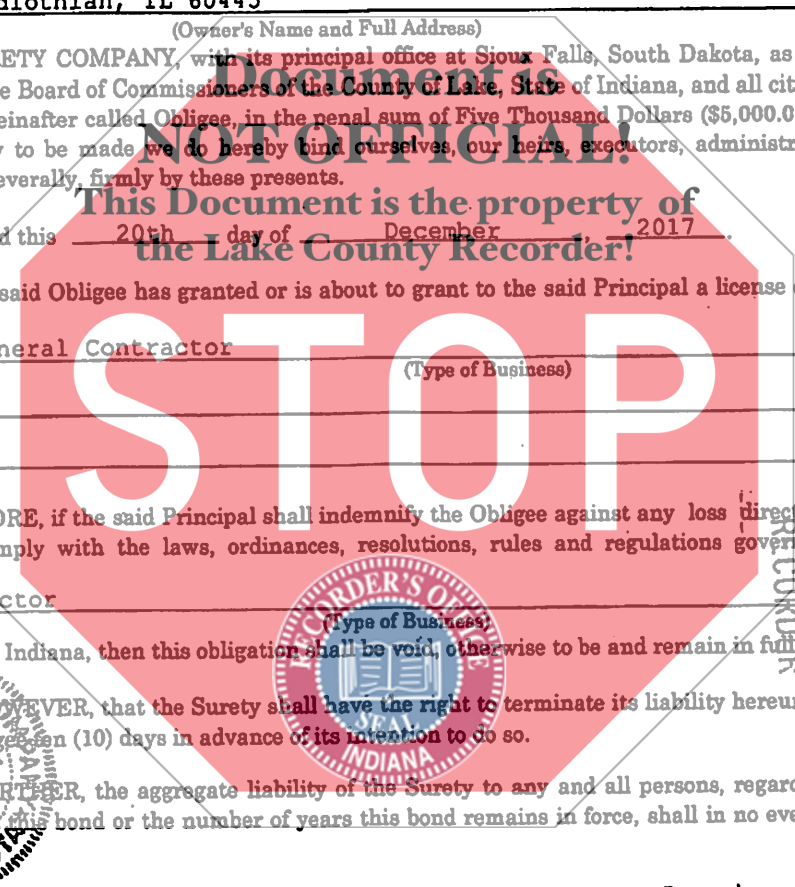 IL 60445
(Owner's Name and Full Address)
ETY COMPANY, with its principal office at Sioux Falls, South Dakota, as
Document is
e Board of Commissioners of the County of Lake, State of Indiana, and all cit
einafter called Obligee, in the penal sum of Five Thousand Dollars ($5,000.0
NOT OFFICIAL!
y to be made we do hereby bind ourselves, our heirs, executors, administr
everally, firmly by these presents.
This Document is the property of
d this 20th day of December, 2017.
the Lake County Recorder!
said Obligee has granted or is about to grant to the said Principal a license
neral Contractor
(Type of Business)
STOP
ORE, if the said Principal shall indemnify the Obligee against any loss direct
mply with the laws, ordinances, resolutions, rules and regulations govern
RECORDER
ctor
RECORDER'S OFFICE
(Type of Business)
Indiana, then this obligation shall be void, otherwise to be and remain in full
WEVER, that the Surety shall have the right to terminate its liability hereun
SEAL
gee ten (10) days in advance of its intention to do so.
INDIANA
RTHER, the aggregate liability of the Surety to any and all persons, regard
this bond or the number of years this bond remains in force, shall in no eve